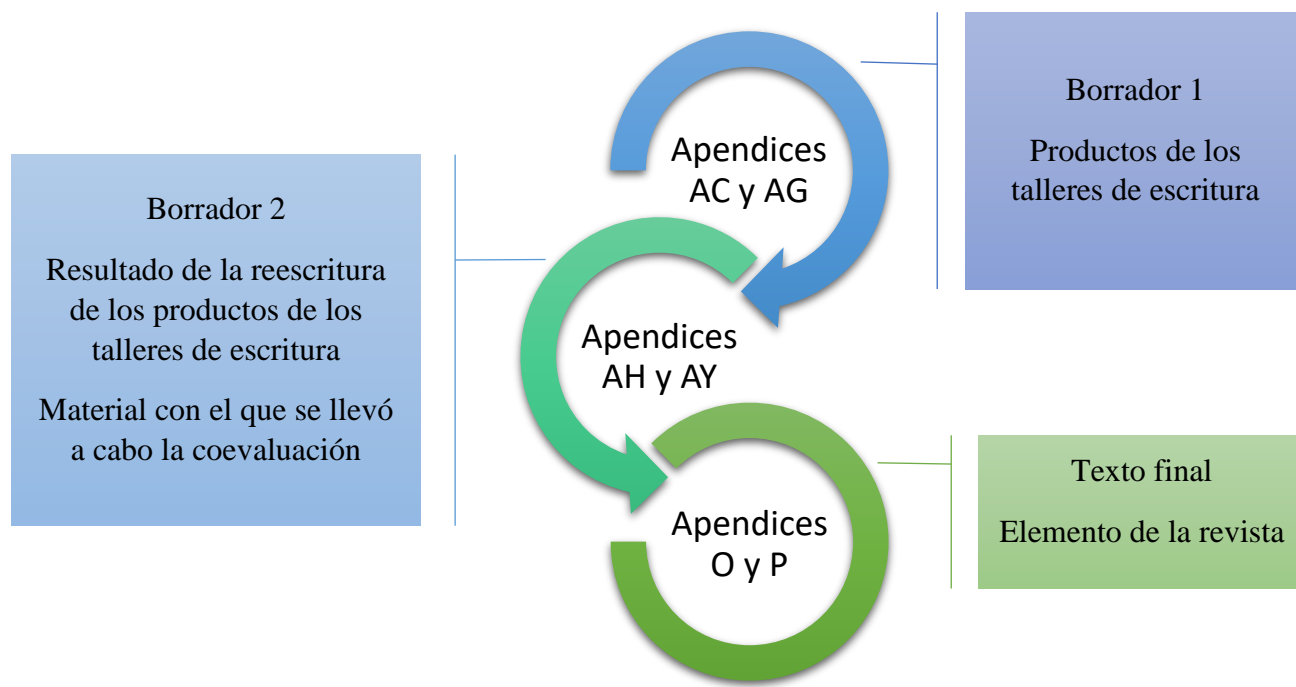 Apendices
AC y AG
Borrador 1
Productos de los
talleres de escritura
Borrador 2
Resultado de la reescritura
de los productos de los
talleres de escritura
Material con el que se llevó
a cabo la coevaluación
Apendices
AH y AY
Apendices
O y P
Texto final
Elemento de la revista